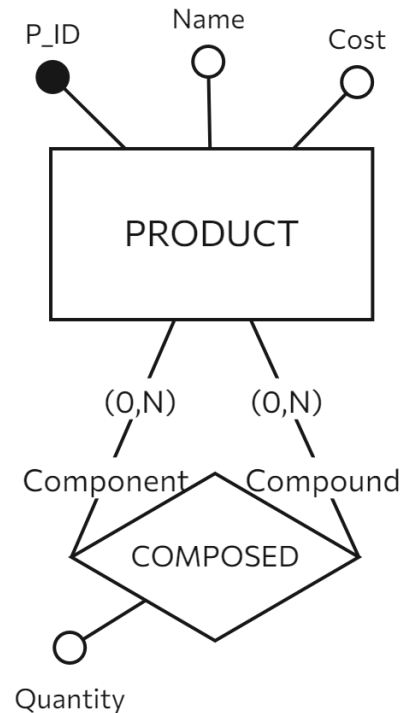 P_ID
Name
Cost
PRODUCT
(0,N)
(0,N)
Component
Compound
COMPOSED
Quantity